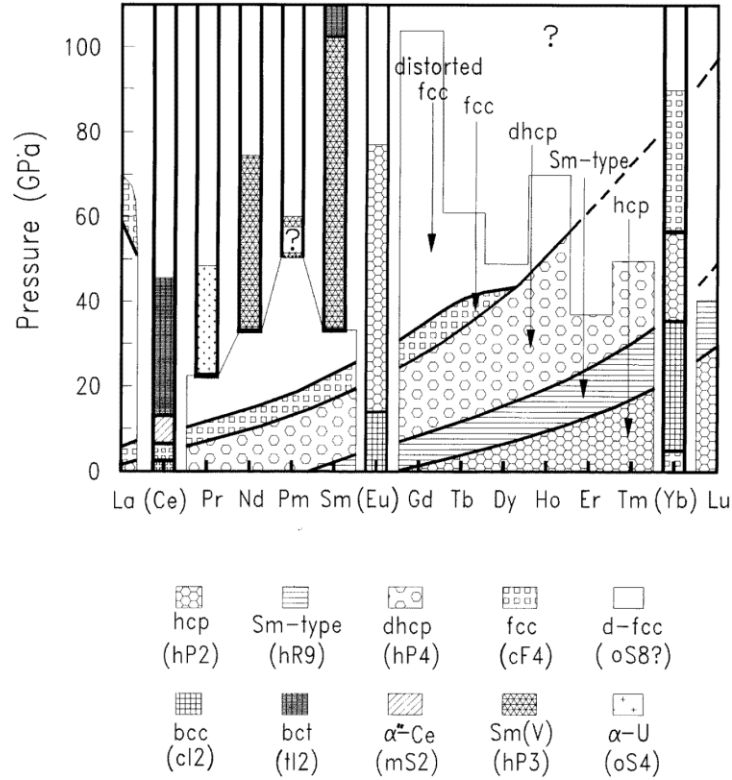 100
?
distorted
fcc
fcc
80
dhcp
Sm-type
60
?
hcp
40
20
0
Pressure (GPa)
La (Ce) Pr Nd Pm Sm (Eu) Gd Tb Dy Ho Er Tm (Yb) Lu
hcp Sm-type dhcp fcc d-fcc
(hP2) (hR9) (hP4) (cF4) (oS8?)
bcc bct α"-Ce Sm(V) α-U
(cI2) (tI2) (mS2) (hP3) (oS4)